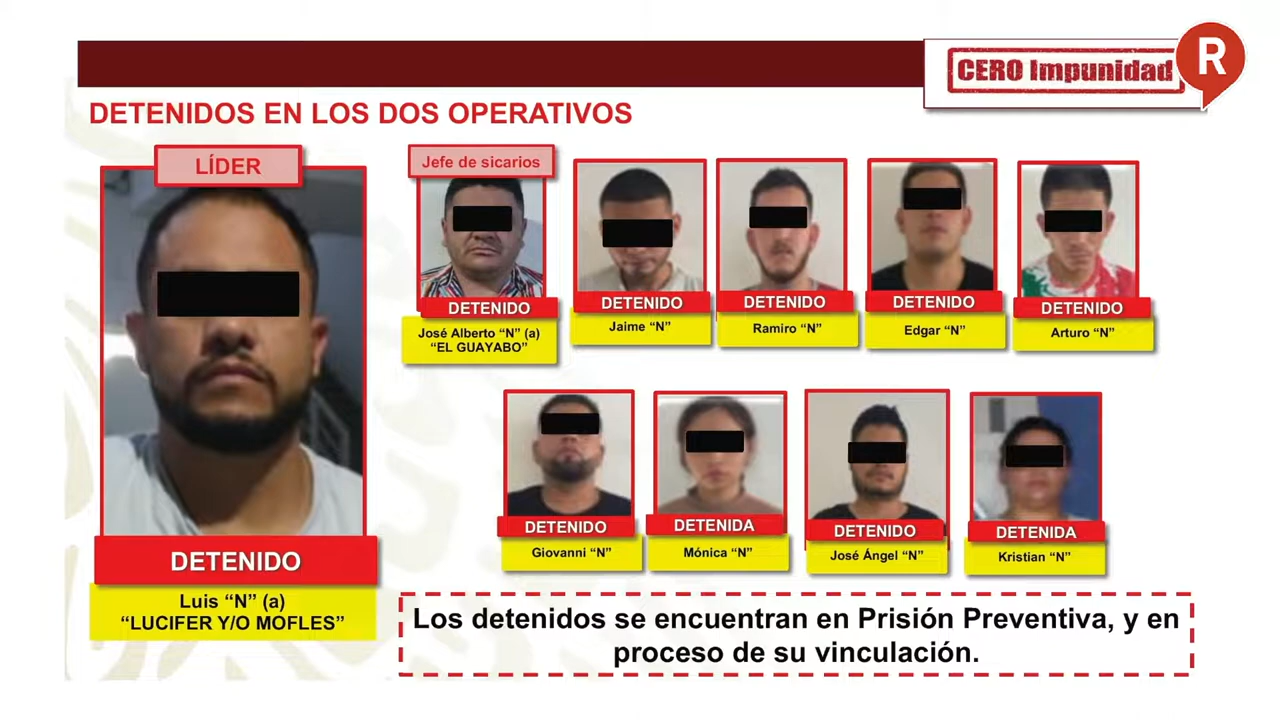 CERO Impunidad
R
DETENIDOS EN LOS DOS OPERATIVOS
LÍDER
DETENIDO
Luis “N” (a)
“LUCIFER Y/O MOFLES”
Jefe de sicarios
DETENIDO
José Alberto “N” (a)
“EL GUAYABO”
DETENIDO
Jaime “N”
DETENIDO
Ramiro “N”
DETENIDO
Edgar “N”
DETENIDO
Arturo “N”
DETENIDO
Giovanni “N”
DETENIDA
Mónica “N”
DETENIDO
José Ángel “N”
DETENIDA
Kristian “N”
Los detenidos se encuentran en Prisión Preventiva, y en
proceso de su vinculación.